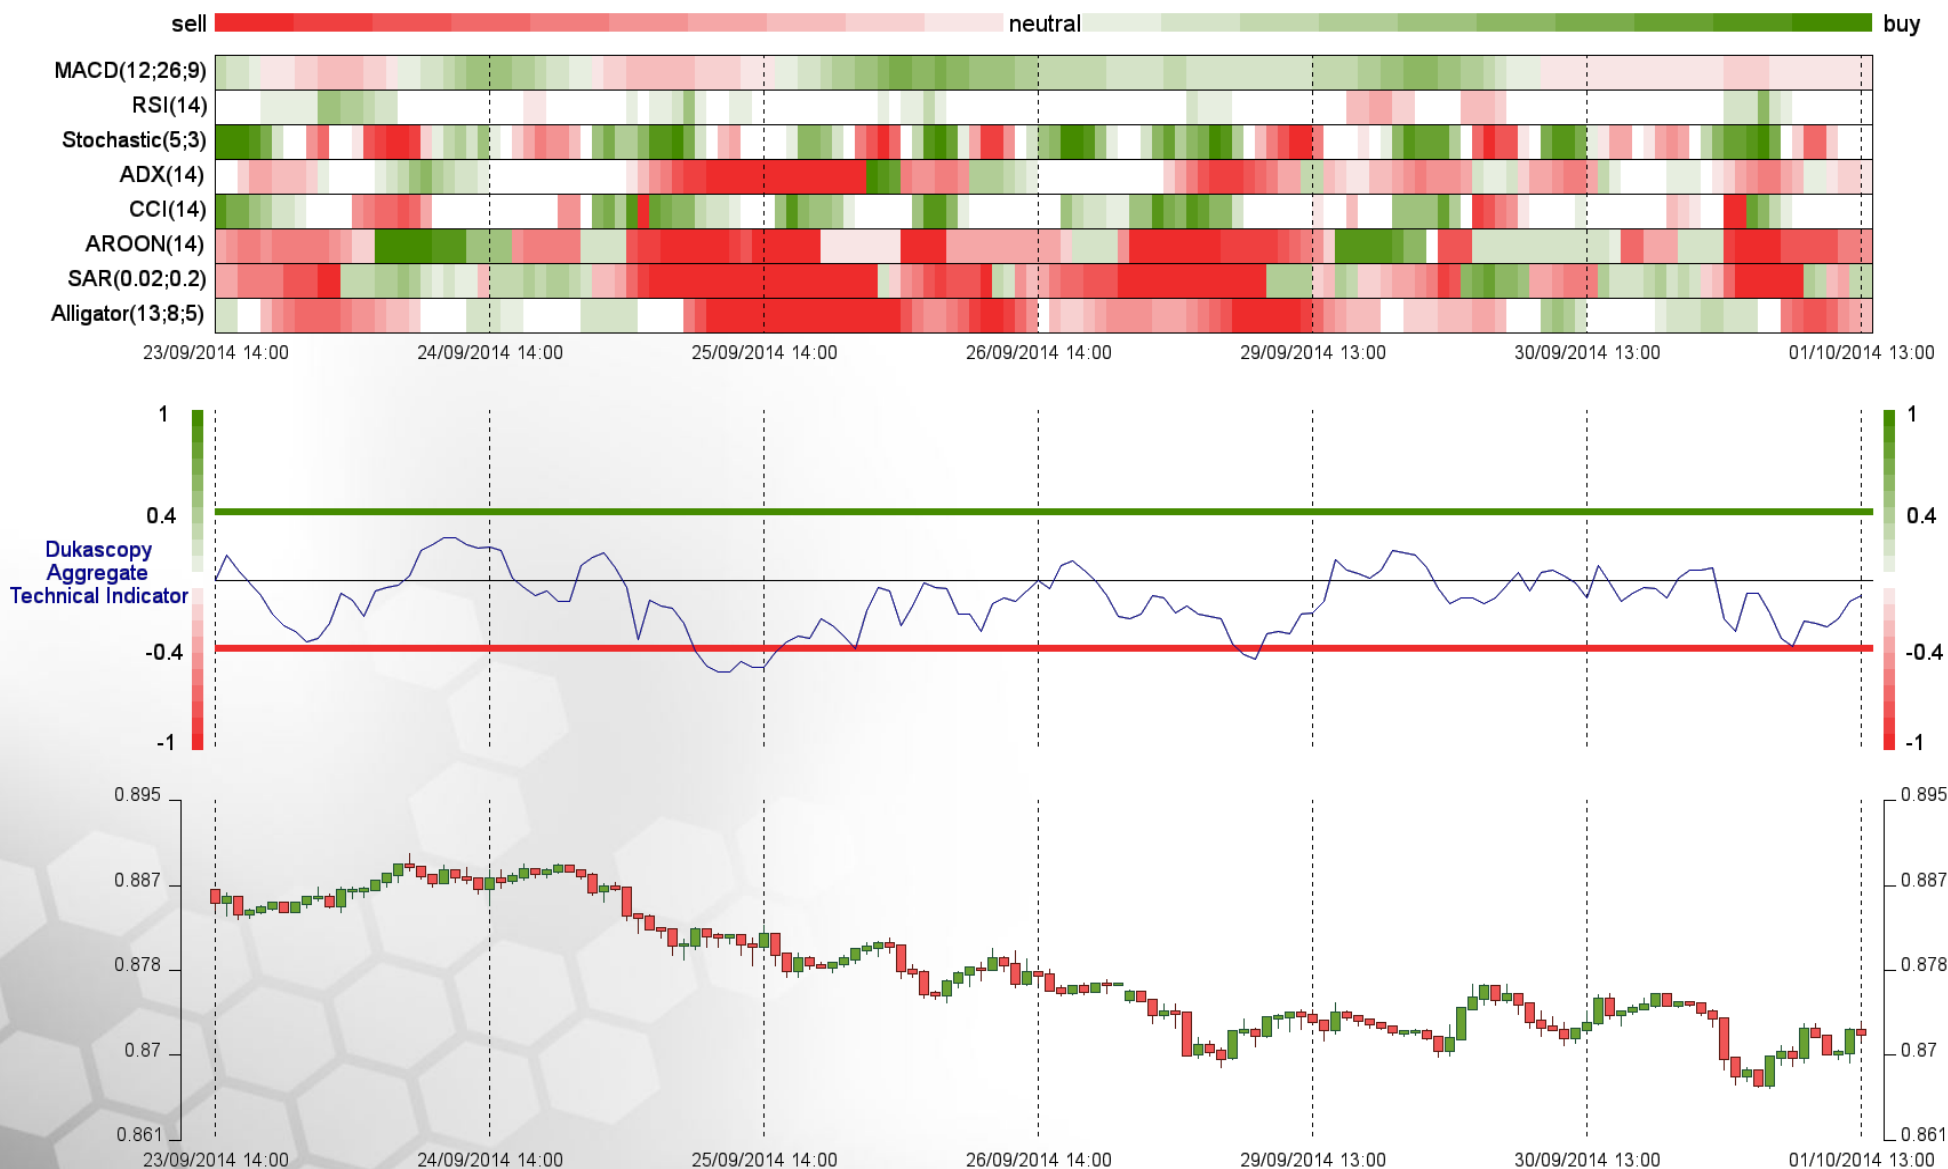 sell neutral buy
MACD(12;26;9)
RSI(14)
Stochastic(5;3)
ADX(14)
CCI(14)
AROON(14)
SAR(0.02;0.2)
Alligator(13;8;5)
23/09/2014 14:00 24/09/2014 14:00 25/09/2014 14:00 26/09/2014 14:00 29/09/2014 13:00 30/09/2014 13:00 01/10/2014 13:00
1 1
0.4 0.4
Dukascopy
Aggregate
Technical Indicator
-0.4 -0.4
-1 -1
0.895 0.895
0.887 0.887
0.878 0.878
0.87 0.87
0.861 0.861
23/09/2014 14:00 24/09/2014 14:00 25/09/2014 14:00 26/09/2014 14:00 29/09/2014 13:00 30/09/2014 13:00 01/10/2014 13:00